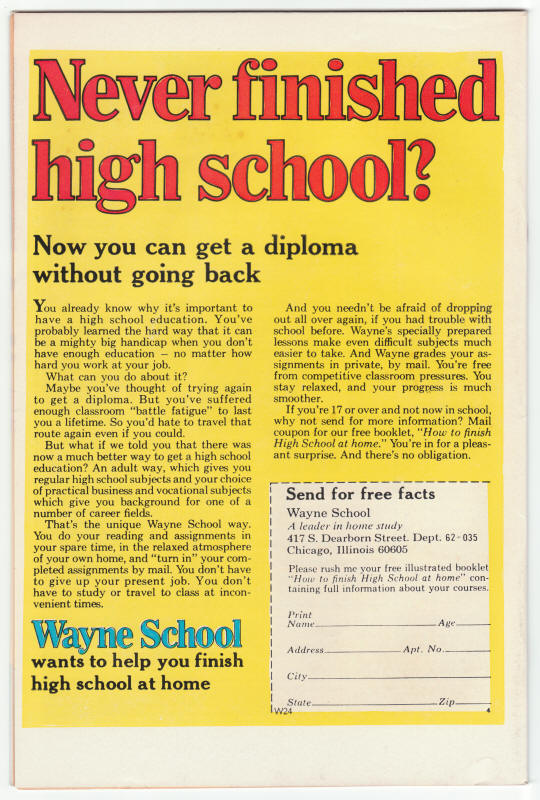 Never finished
high school?
Now you can get a diploma
without going back
You already know why it's important to
have a high school education. You've
probably learned the hard way that it can
be a mighty big handicap when you don't
have enough education – no matter how
hard you work at your job.
What can you do about it?
Maybe you've thought of trying again
to get a diploma. But you've suffered
enough classroom "battle fatigue" to last
you a lifetime. So you'd hate to travel that
route again even if you could.
But what if we told you that there was
now a much better way to get a high school
education? An adult way, which gives you
regular high school subjects and your choice
of practical business and vocational subjects
which give you background for one of a
number of career fields.
That's the unique Wayne School way.
You do your reading and assignments in
your spare time, in the relaxed atmosphere
of your own home, and "turn in" your com-
pleted assignments by mail. You don't have
to give up your present job. You don't
have to study or travel to class at incon-
venient times.
Wayne School
wants to help you finish
high school at home
And you needn't be afraid of dropping
out all over again, if you had trouble with
school before. Wayne's specially prepared
lessons make even difficult subjects much
easier to take. And Wayne grades your as-
signments in private, by mail. You're free
from competitive classroom pressures. You
stay relaxed, and your progress is much
smoother.
If you're 17 or over and not now in school,
why not send for more information? Mail
coupon for our free booklet, "How to finish
High School at home." You're in for a pleas-
ant surprise. And there's no obligation.
Send for free facts
Wayne School
A leader in home study
417 S. Dearborn Street. Dept. 62-035
Chicago, Illinois 60605
Please rush me your free illustrated booklet
"How to finish High School at home" con-
taining full information about your courses.
Print
Name Age
Address Apt. No.
City
State Zip
W24 4